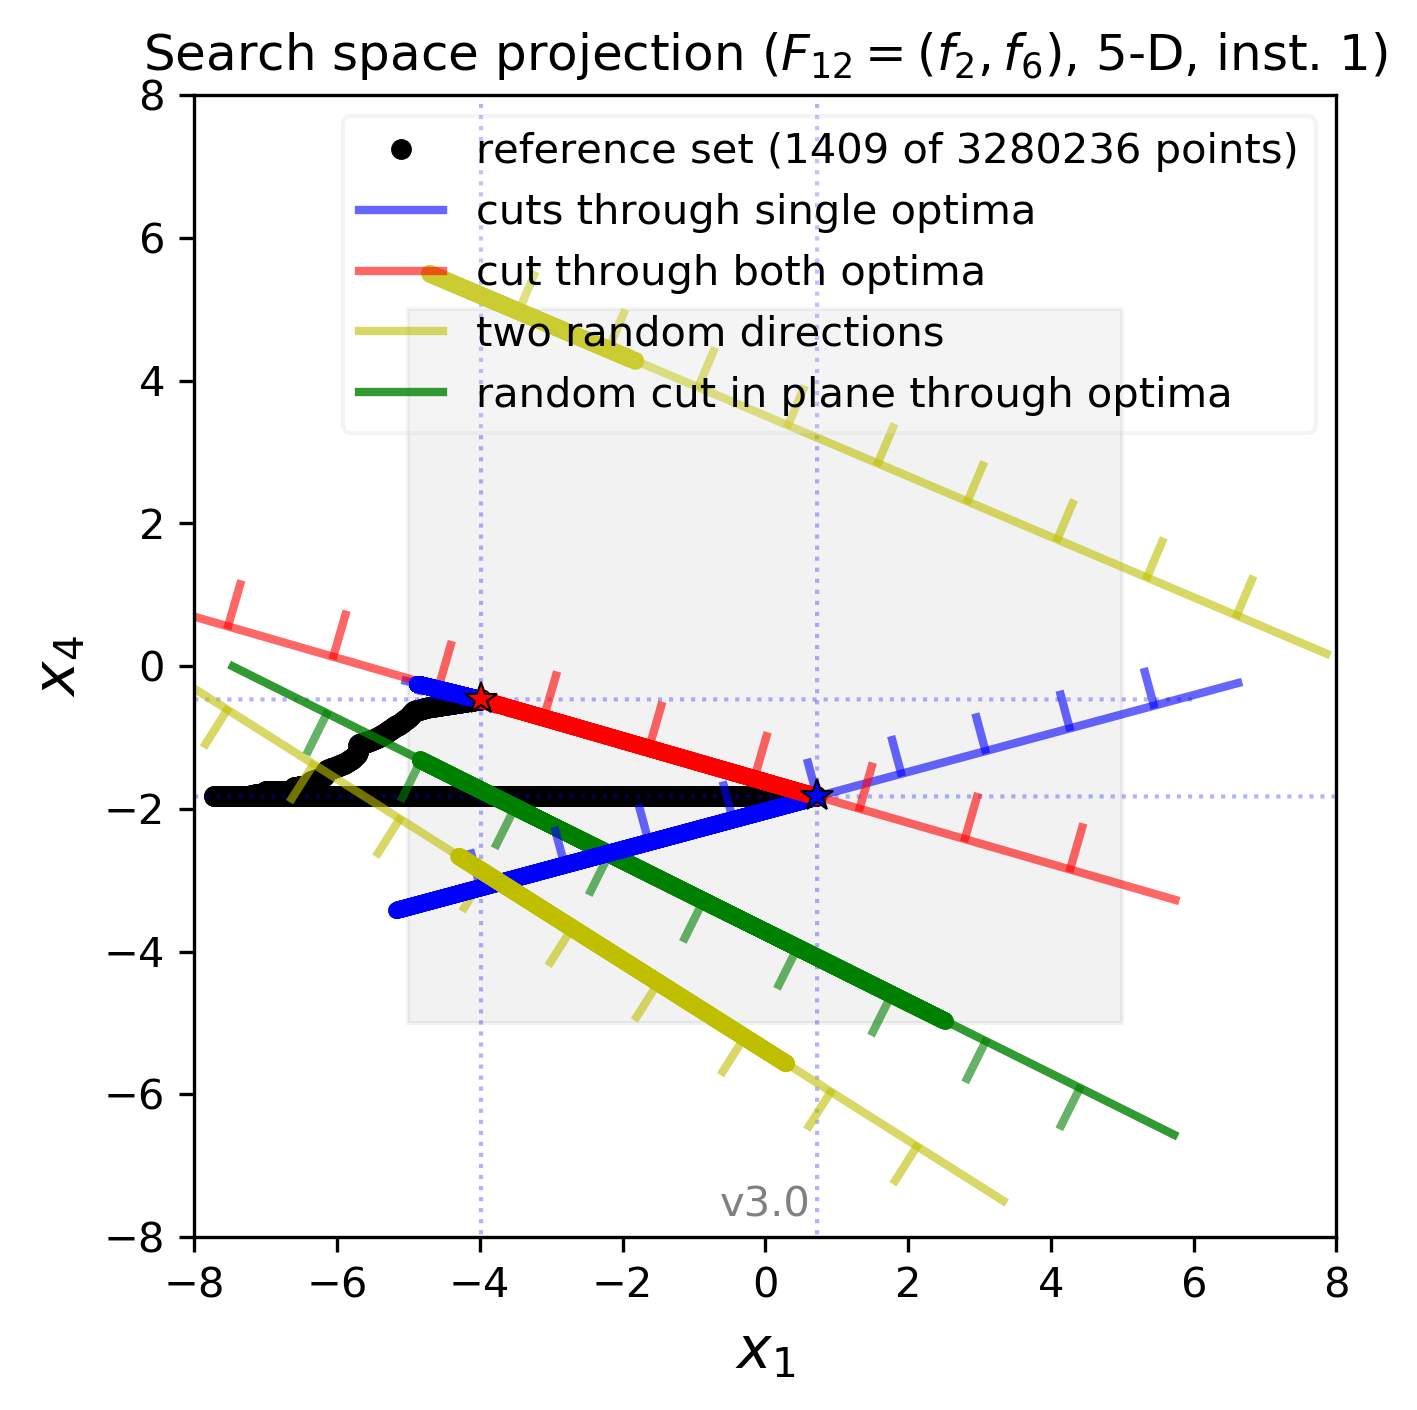 Search space projection (F₁₂ = (f₂, f₆), 5-D, inst. 1)
reference set (1409 of 3280236 points)
cuts through single optima
cut through both optima
two random directions
random cut in plane through optima
8
6
4
2
0
−2
−4
−6
−8
x₄
v3.0
−8 −6 −4 −2 0 2 4 6 8
x₁